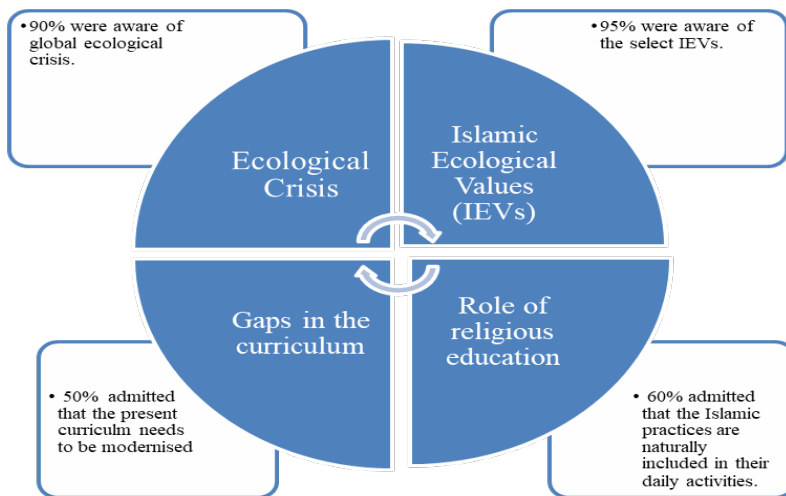 •90% were aware of
global ecological
crisis.
•95% were aware of
the select IEVs.
Ecological
Crisis
Islamic
Ecological
Values
(IEVs)
Gaps in the
curriculum
Role of
religious
education
• 50% admitted
that the present
curriculm needs
to be modernised
• 60% admitted
that the Islamic
practices are
naturally
included in their
daily activities.